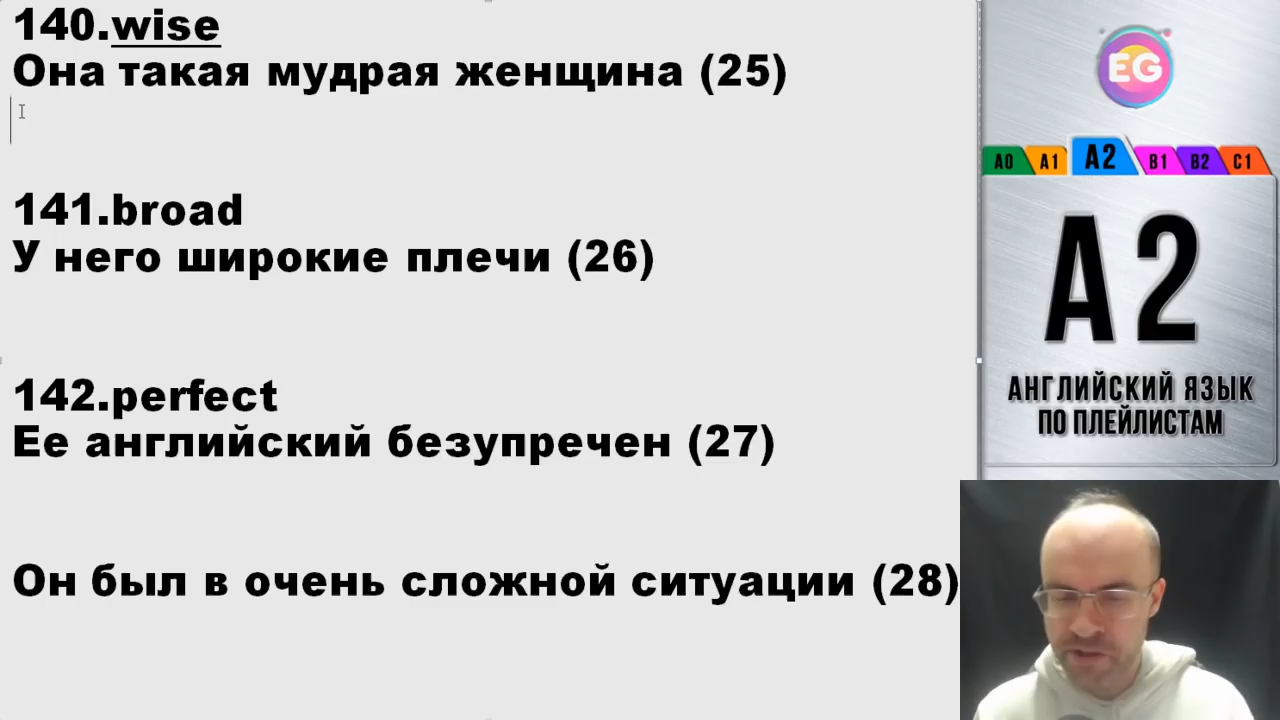 140.wise
Она такая мудрая женщина (25)
141.broad
У него широкие плечи (26)
142.perfect
Ее английский безупречен (27)
Он был в очень сложной ситуации (28)
EG
A0 A1 A2 B1 B2 C1
A2
АНГЛИЙСКИЙ ЯЗЫК
ПО ПЛЕЙЛИСТАМ